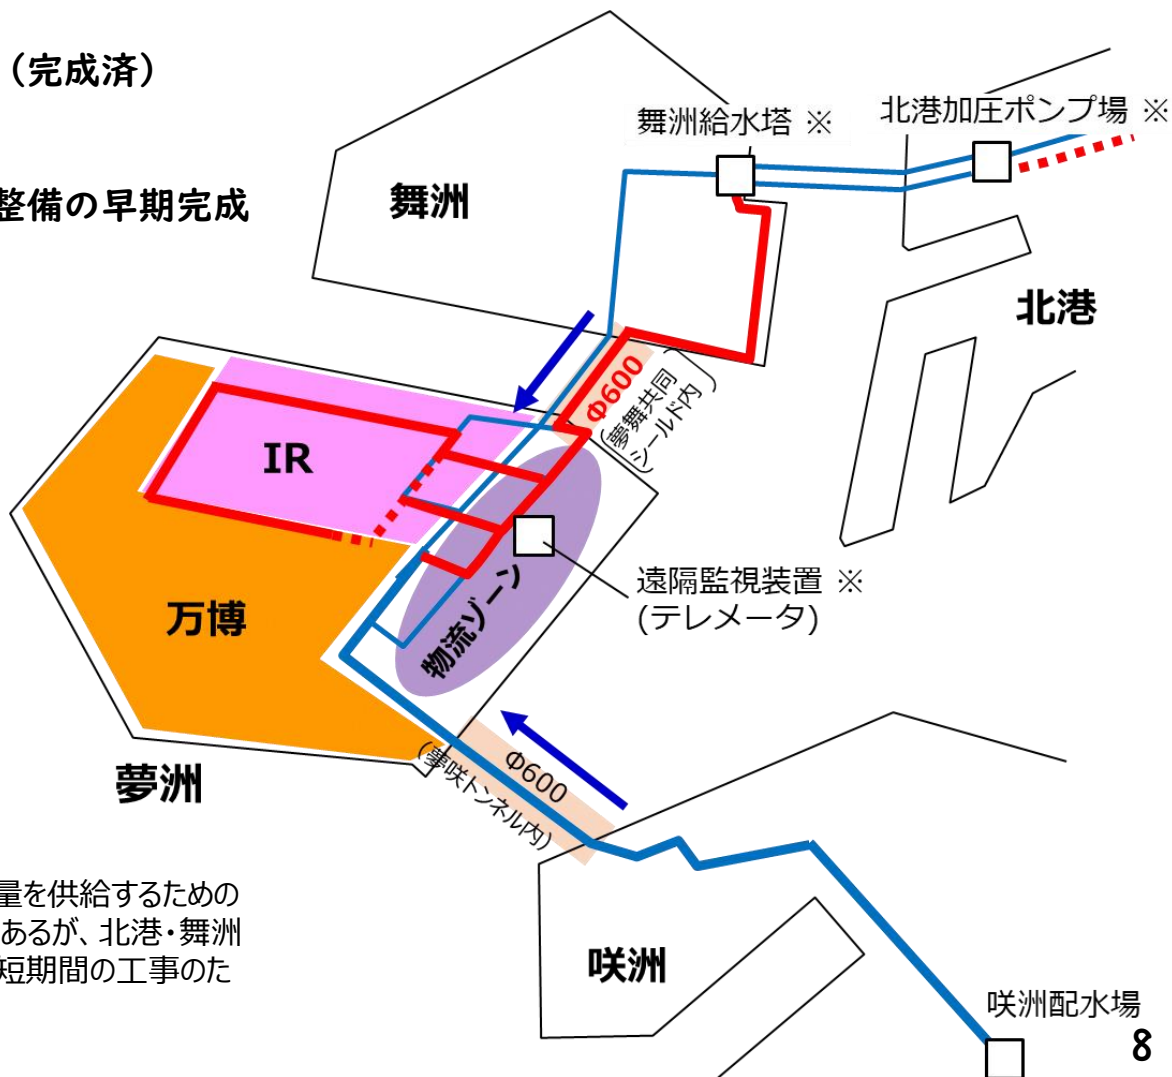 （完成済）
舞洲給水塔 ※
北港加圧ポンプ場 ※
整備の早期完成
舞洲
北港
Φ600
（夢舞共同
シールド内）
IR
遠隔監視装置 ※
(テレメータ)
万博
物流ゾーン
夢洲
Φ600
（夢咲トンネル内）
量を供給するための
あるが、北港・舞洲
短期間の工事のた
咲洲
咲洲配水場
8